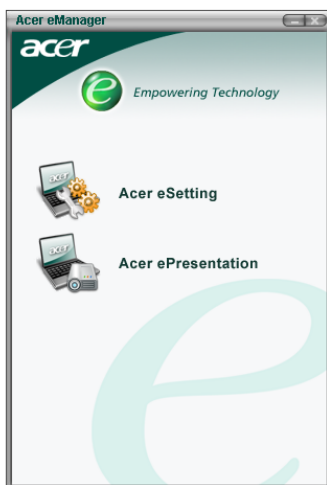 Acer eManager
acer
e Empowering Technology
Acer eSetting
Acer ePresentation
e